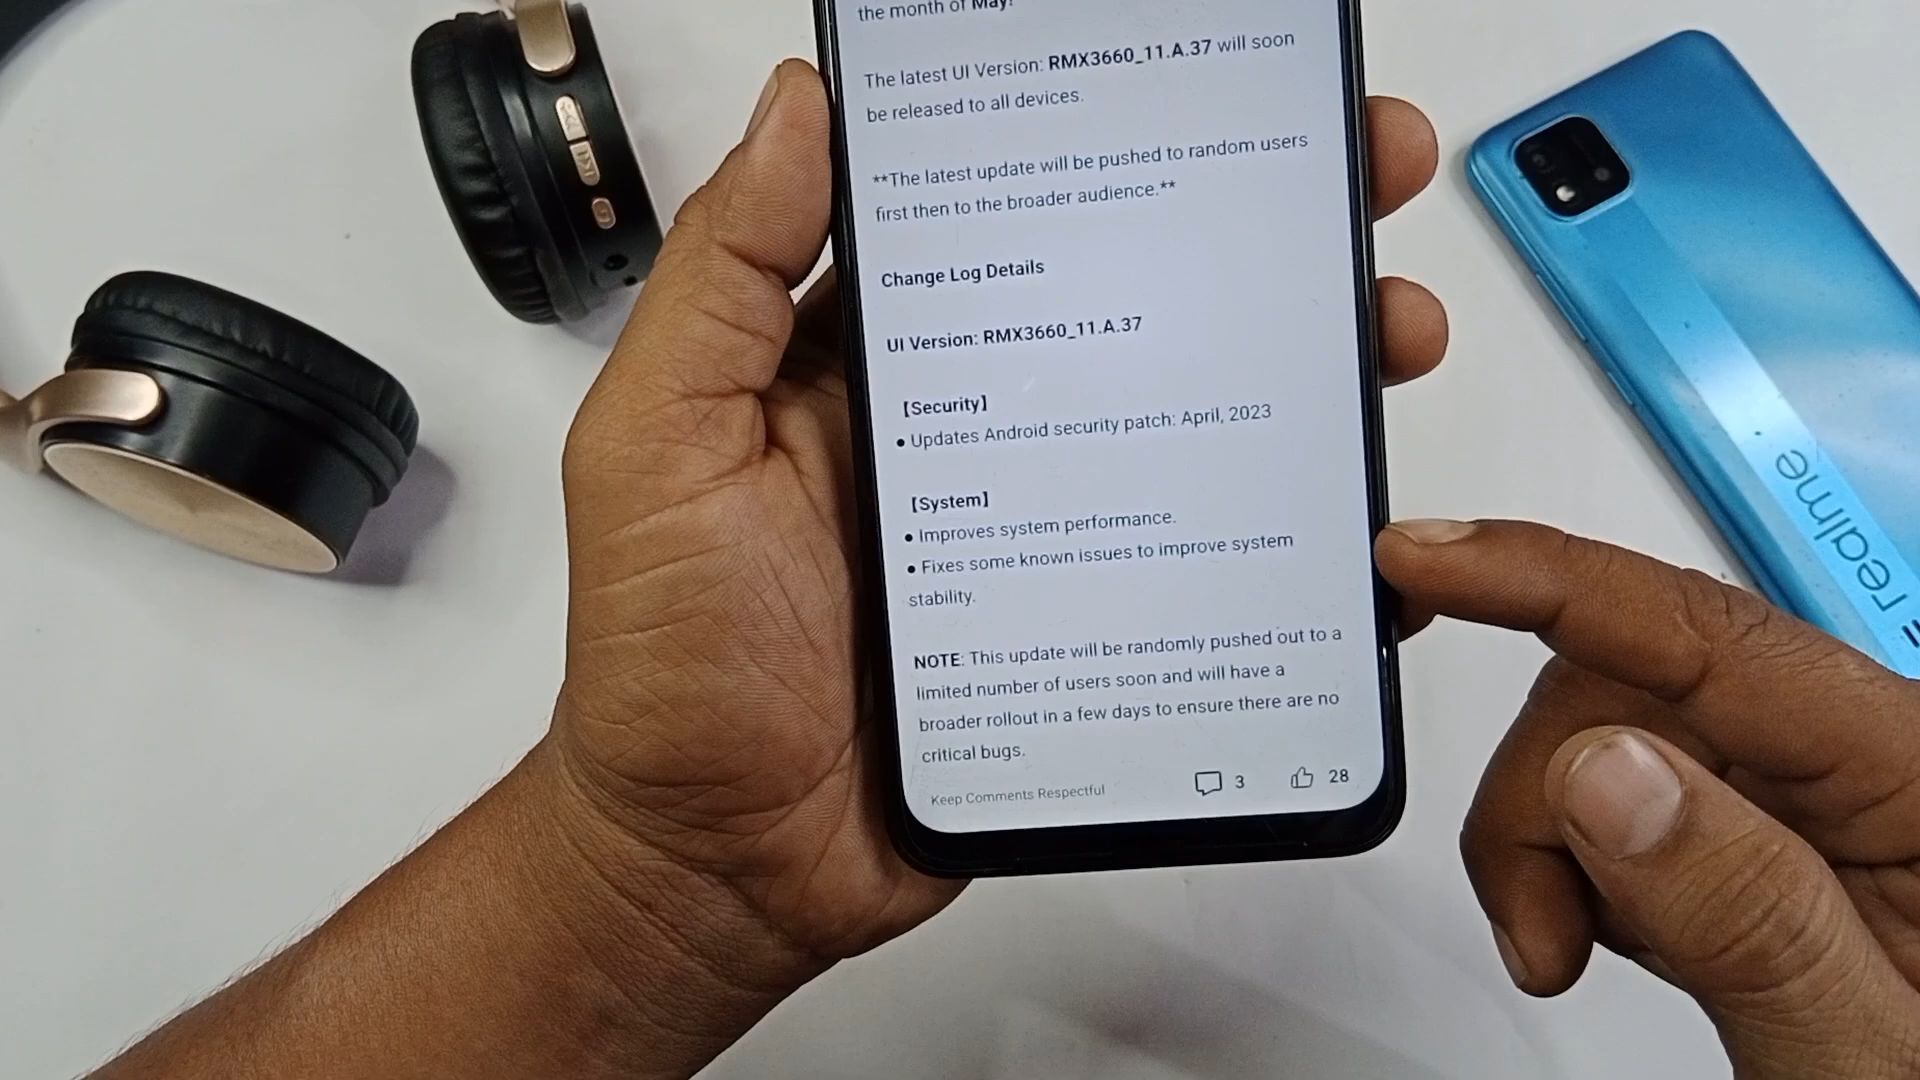 the month of May!
The latest UI Version: RMX3660_11.A.37 will soon
be released to all devices.
**The latest update will be pushed to random users
first then to the broader audience.**
Change Log Details
UI Version: RMX3660_11.A.37
【Security】
● Updates Android security patch: April, 2023
【System】
● Improves system performance.
● Fixes some known issues to improve system
stability.
NOTE: This update will be randomly pushed out to a
limited number of users soon and will have a
broader rollout in a few days to ensure there are no
critical bugs.
Keep Comments Respectful 3 28
realme